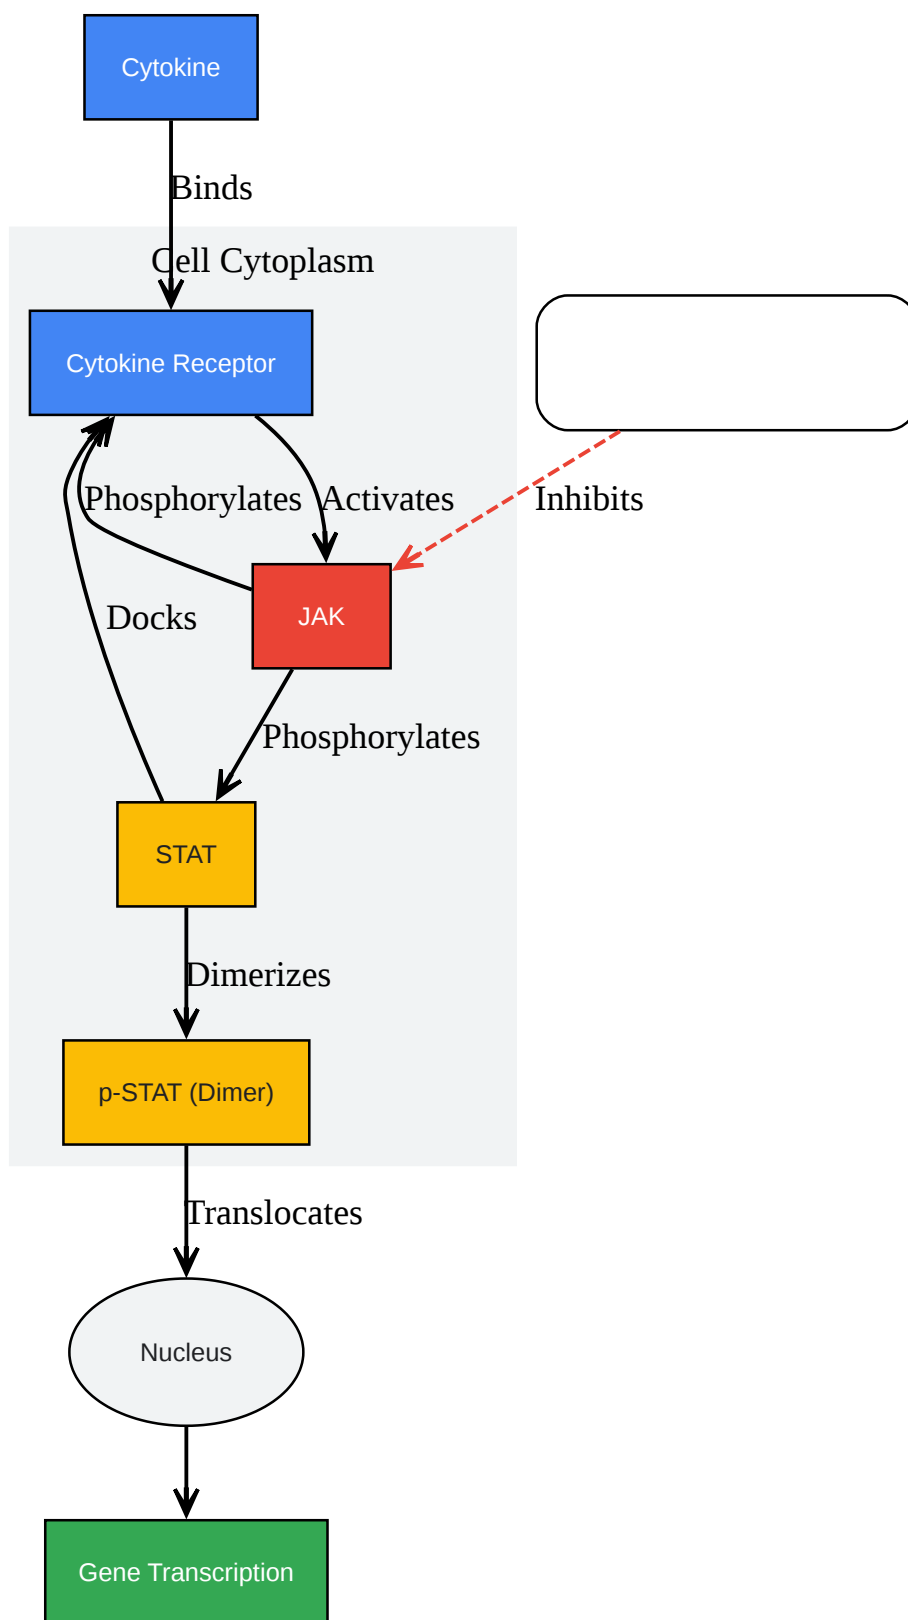 Cytokine
Binds
Cell Cytoplasm
Cytokine Receptor
Phosphorylates
Activates
Inhibits
JAK
Docks
Phosphorylates
STAT
Dimerizes
p-STAT (Dimer)
Translocates
Nucleus
Gene Transcription